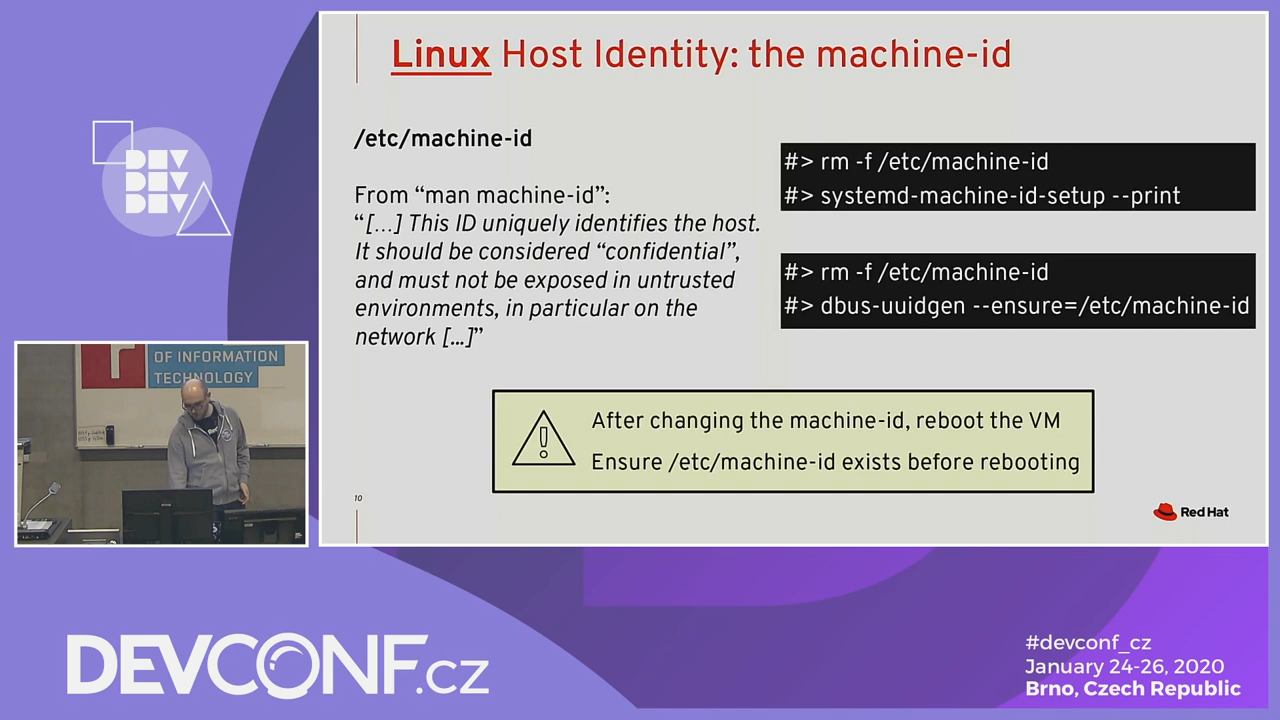 Linux Host Identity: the machine-id
/etc/machine-id
From “man machine-id”:
“[...] This ID uniquely identifies the host.
It should be considered “confidential”,
and must not be exposed in untrusted
environments, in particular on the
network [...]”
#> rm -f /etc/machine-id
#> systemd-machine-id-setup --print
#> rm -f /etc/machine-id
#> dbus-uuidgen --ensure=/etc/machine-id
After changing the machine-id, reboot the VM
Ensure /etc/machine-id exists before rebooting
10
Red Hat
DEV
DEV
DEV
OF INFORMATION
TECHNOLOGY
DEVCONF.cz
#devconf_cz
January 24-26, 2020
Brno, Czech Republic